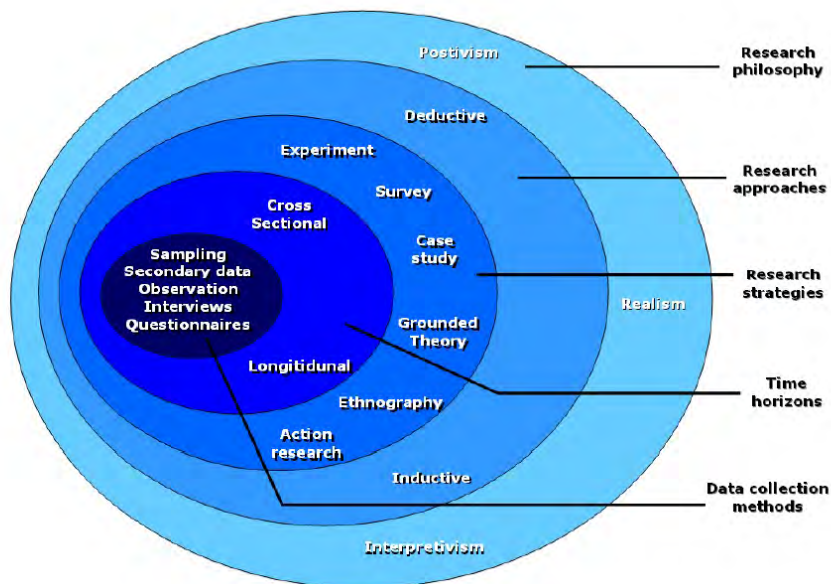 Postivism
Research
philosophy
Deductive
Experiment
Research
approaches
Survey
Cross
Sectional
Case
study
Sampling
Secondary data
Observation
Interviews
Questionnaires
Research
strategies
Realism
Grounded
Theory
Longitidunal
Time
horizons
Ethnography
Action
research
Inductive
Data collection
methods
Interpretivism